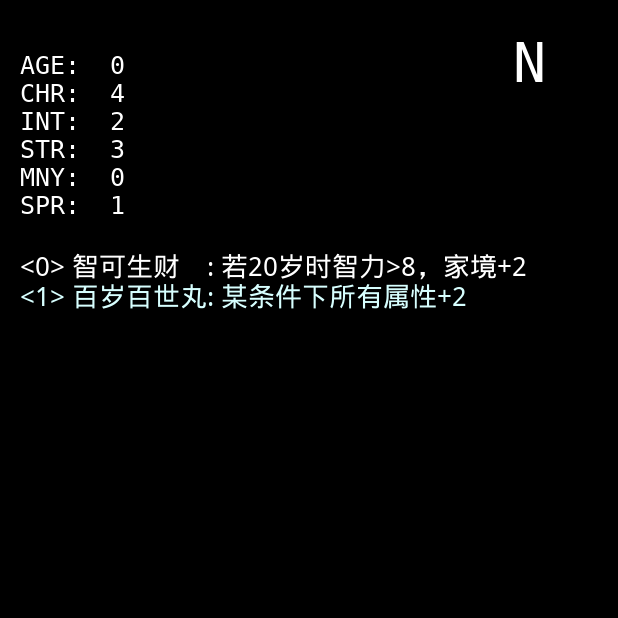 N
AGE: 0
CHR: 4
INT: 2
STR: 3
MNY: 0
SPR: 1
<0> 智可生财 : 若20岁时智力>8，家境+2
<1> 百岁百世丸: 某条件下所有属性+2